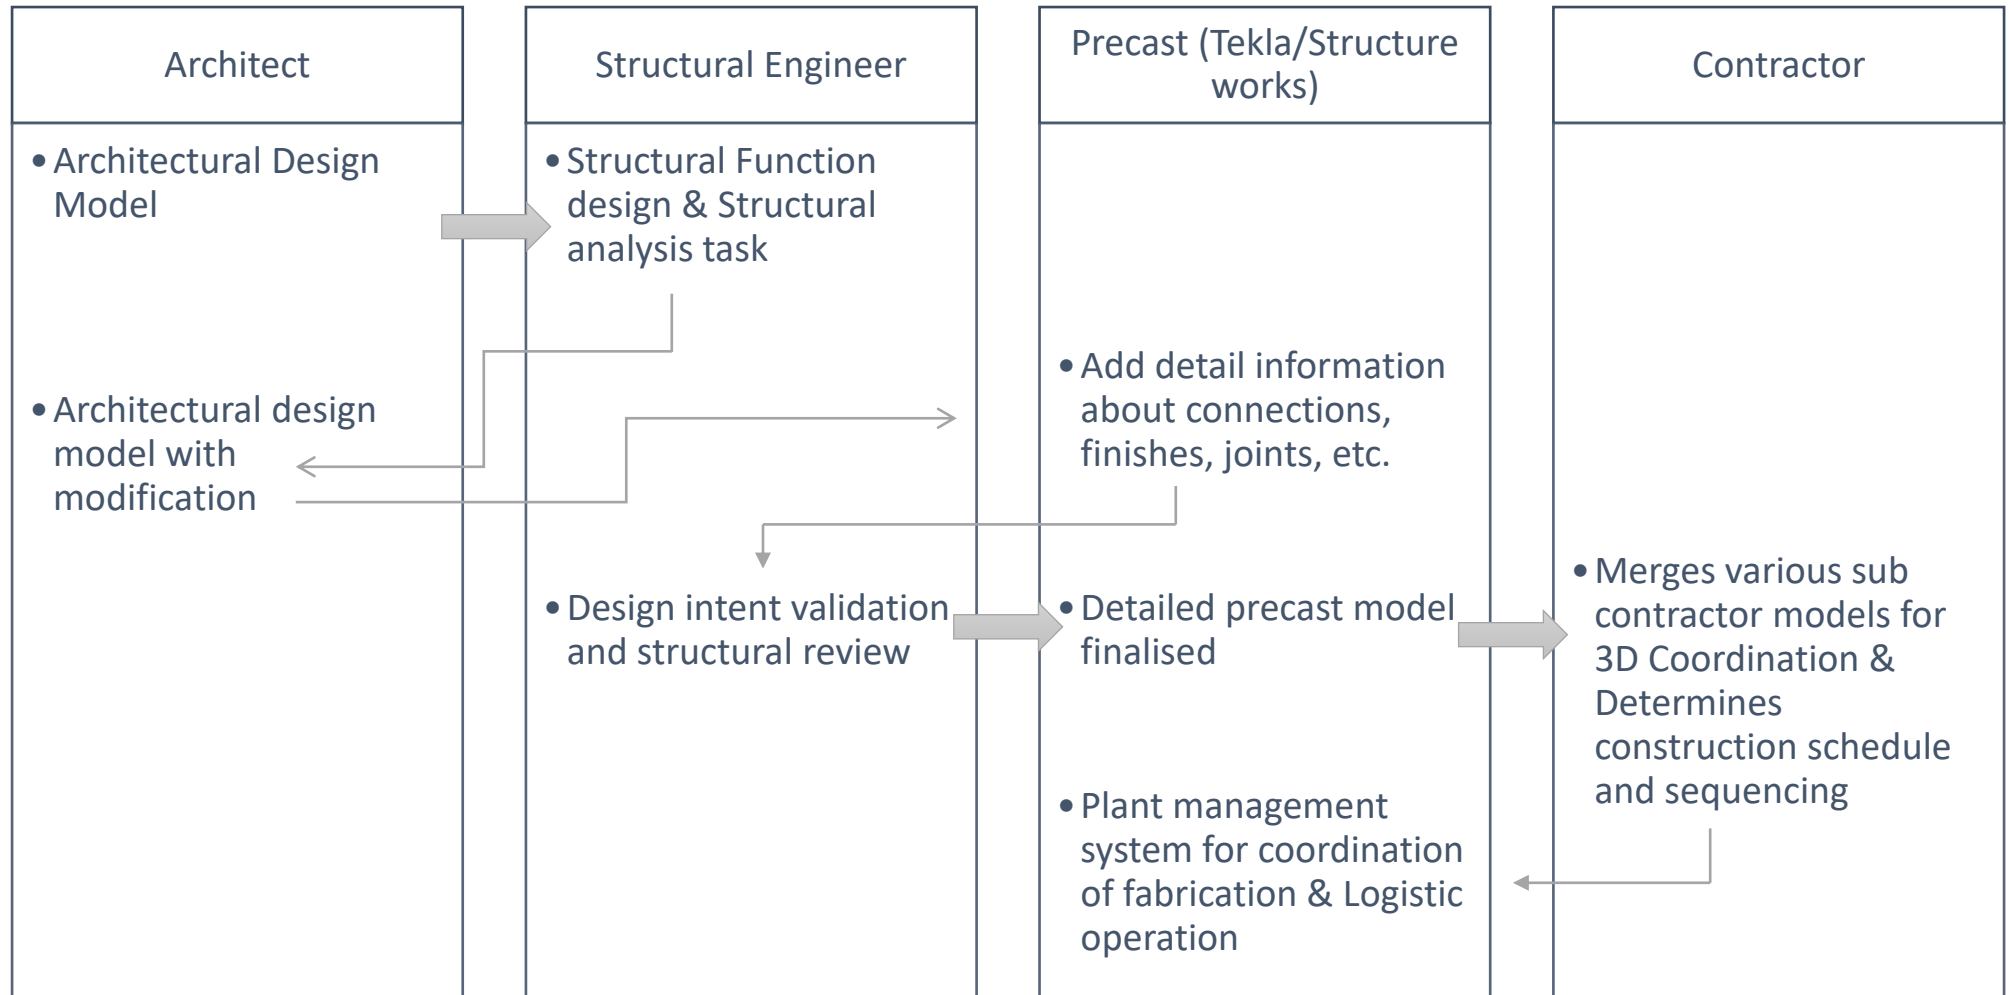 Architect
• Architectural Design
Model
• Architectural design
model with
modification
Structural Engineer
• Structural Function
design & Structural
analysis task
• Design intent validation
and structural review
Precast (Tekla/Structure
works)
• Add detail information
about connections,
finishes, joints, etc.
• Detailed precast model
finalised
• Plant management
system for coordination
of fabrication & Logistic
operation
Contractor
• Merges various sub
contractor models for
3D Coordination &
Determines
construction schedule
and sequencing